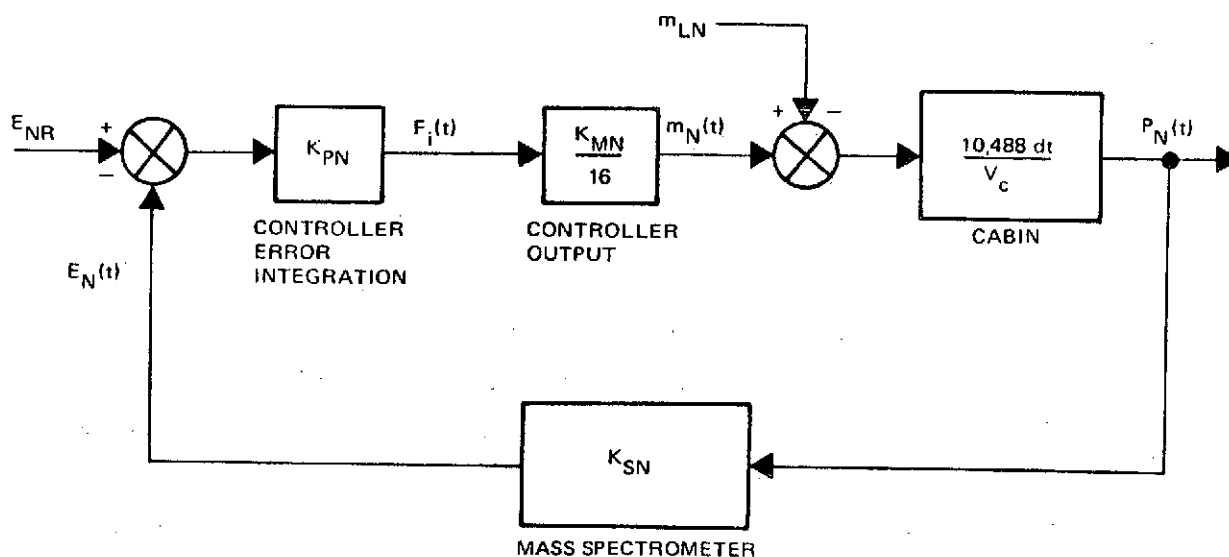 m_LN
E_NR
+
−
K_PN
F_i(t)
K_MN
16
m_N(t)
+
−
10,488 dt
V_c
P_N(t)
CONTROLLER
ERROR
INTEGRATION
CONTROLLER
OUTPUT
CABIN
E_N(t)
K_SN
MASS SPECTROMETER